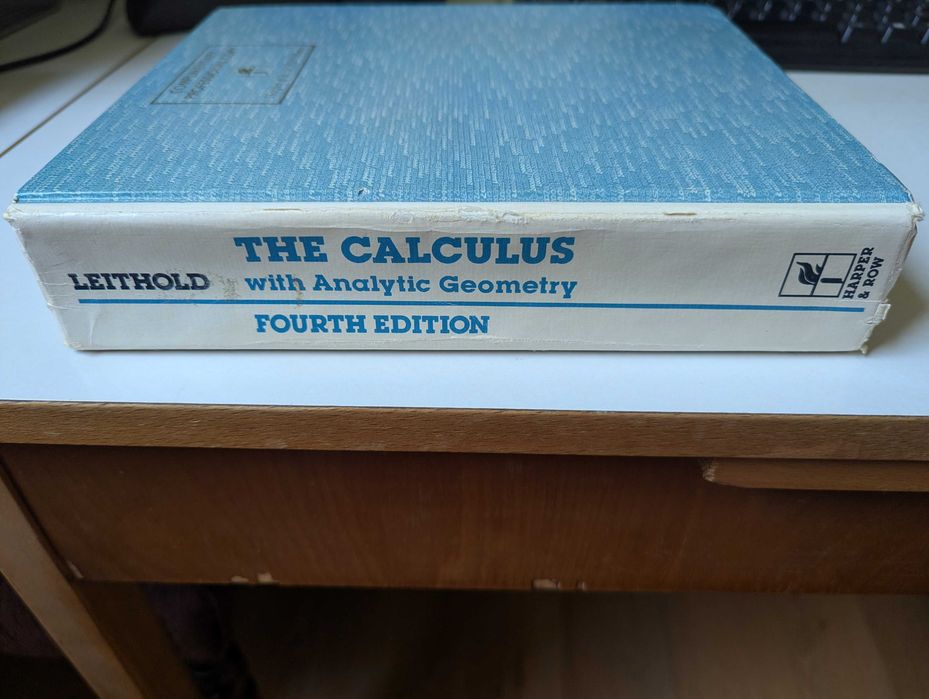 LEITHOLD
THE CALCULUS
with Analytic Geometry
FOURTH EDITION
HARPER
& ROW